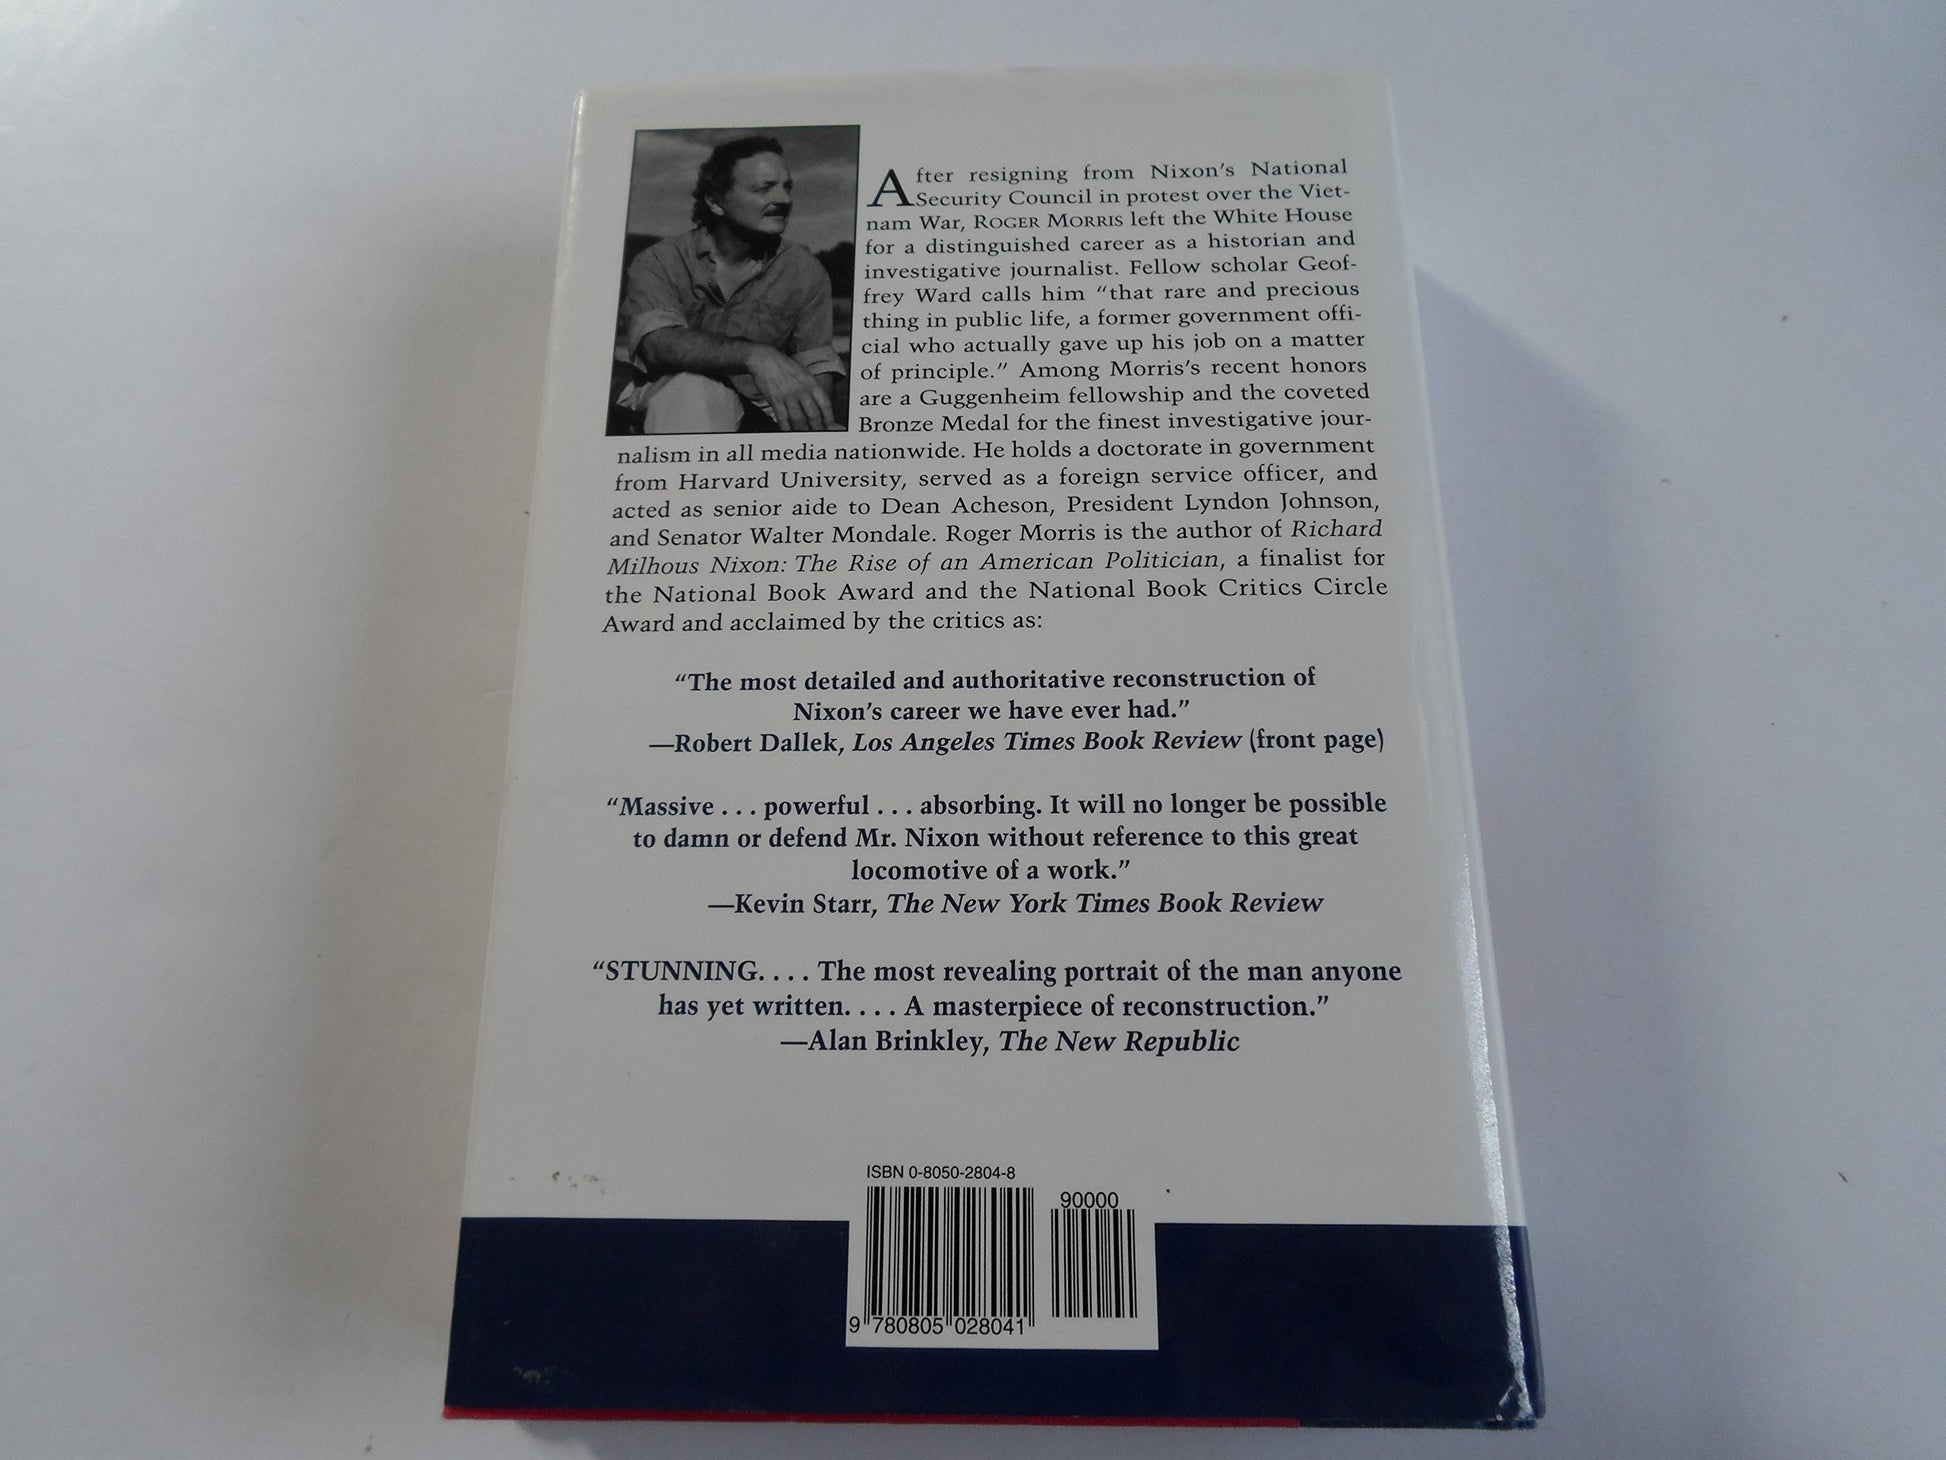 After resigning from Nixon's National
Security Council in protest over the Viet-
nam War, ROGER MORRIS left the White House
for a distinguished career as a historian and
investigative journalist. Fellow scholar Geof-
frey Ward calls him “that rare and precious
thing in public life, a former government offi-
cial who actually gave up his job on a matter
of principle.” Among Morris's recent honors
are a Guggenheim fellowship and the coveted
Bronze Medal for the finest investigative jour-
nalism in all media nationwide. He holds a doctorate in government
from Harvard University, served as a foreign service officer, and
acted as senior aide to Dean Acheson, President Lyndon Johnson,
and Senator Walter Mondale. Roger Morris is the author of Richard
Milhous Nixon: The Rise of an American Politician, a finalist for
the National Book Award and the National Book Critics Circle
Award and acclaimed by the critics as:
“The most detailed and authoritative reconstruction of
Nixon's career we have ever had.”
—Robert Dallek, Los Angeles Times Book Review (front page)
“Massive . . . powerful . . . absorbing. It will no longer be possible
to damn or defend Mr. Nixon without reference to this great
locomotive of a work.”
—Kevin Starr, The New York Times Book Review
“STUNNING. . . . The most revealing portrait of the man anyone
has yet written. . . . A masterpiece of reconstruction.”
—Alan Brinkley, The New Republic
ISBN 0-8050-2804-8
90000
9 780805 028041